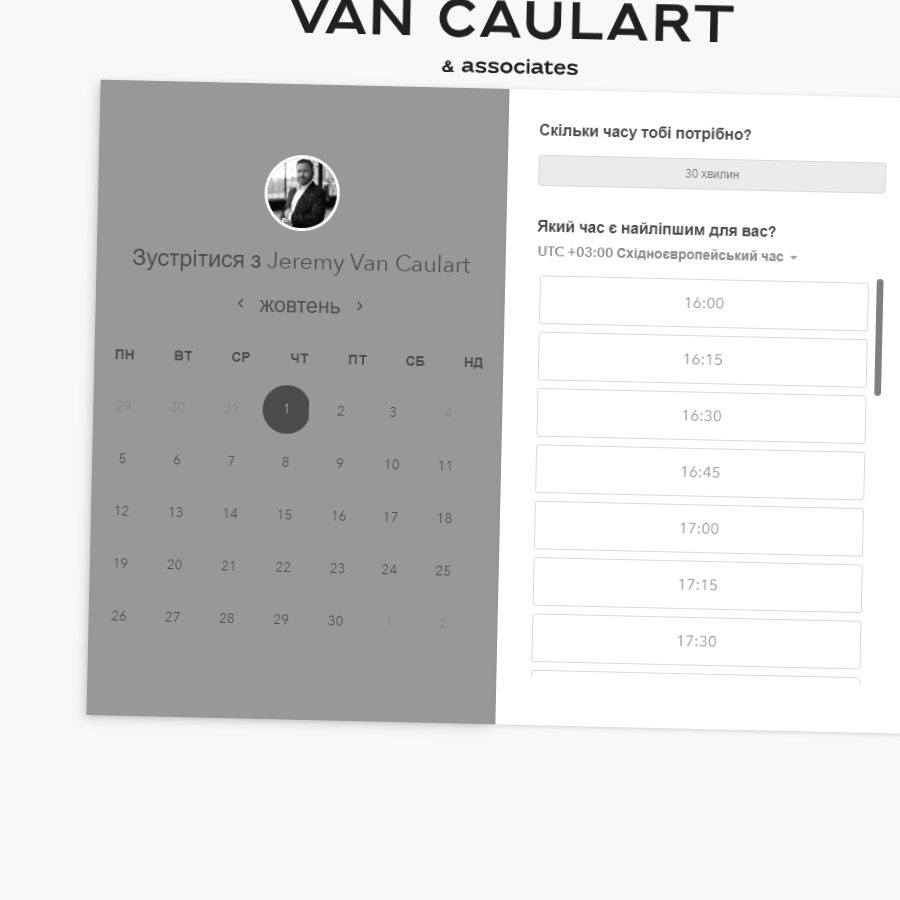 VAN CAULART
& associates
Зустрітися з Jeremy Van Caulart
жовтень
ПН ВТ СР ЧТ ПТ СБ НД
29 30 31 1 2 3 4
5 6 7 8 9 10 11
12 13 14 15 16 17 18
19 20 21 22 23 24 25
26 27 28 29 30 1 2
Скільки часу тобі потрібно?
30 хвилин
Який час є найліпшим для вас?
UTC +03:00 Східноєвропейський час
16:00
16:15
16:30
16:45
17:00
17:15
17:30